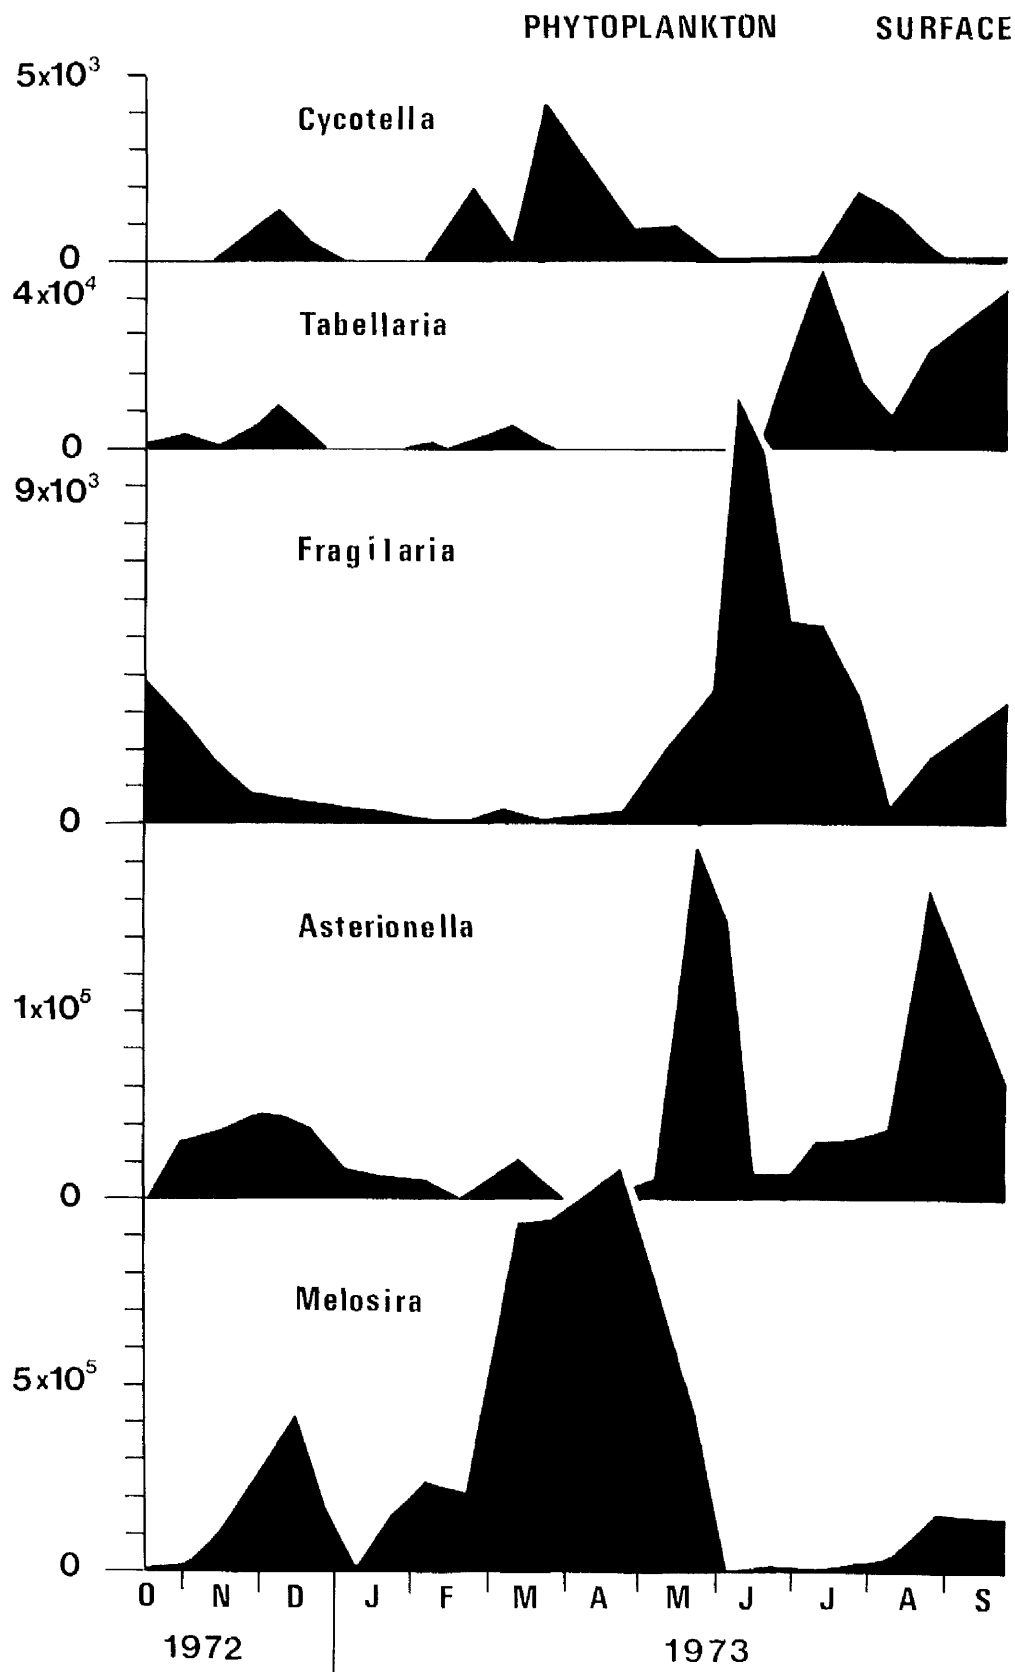 PHYTOPLANKTON SURFACE
5x10³
Cycotella
0
4x10⁴
Tabellaria
0
9x10³
Fragilaria
0
Asterionella
1x10⁵
0
Melosira
5x10⁵
0
O N D J F M A M J J A S
1972 1973